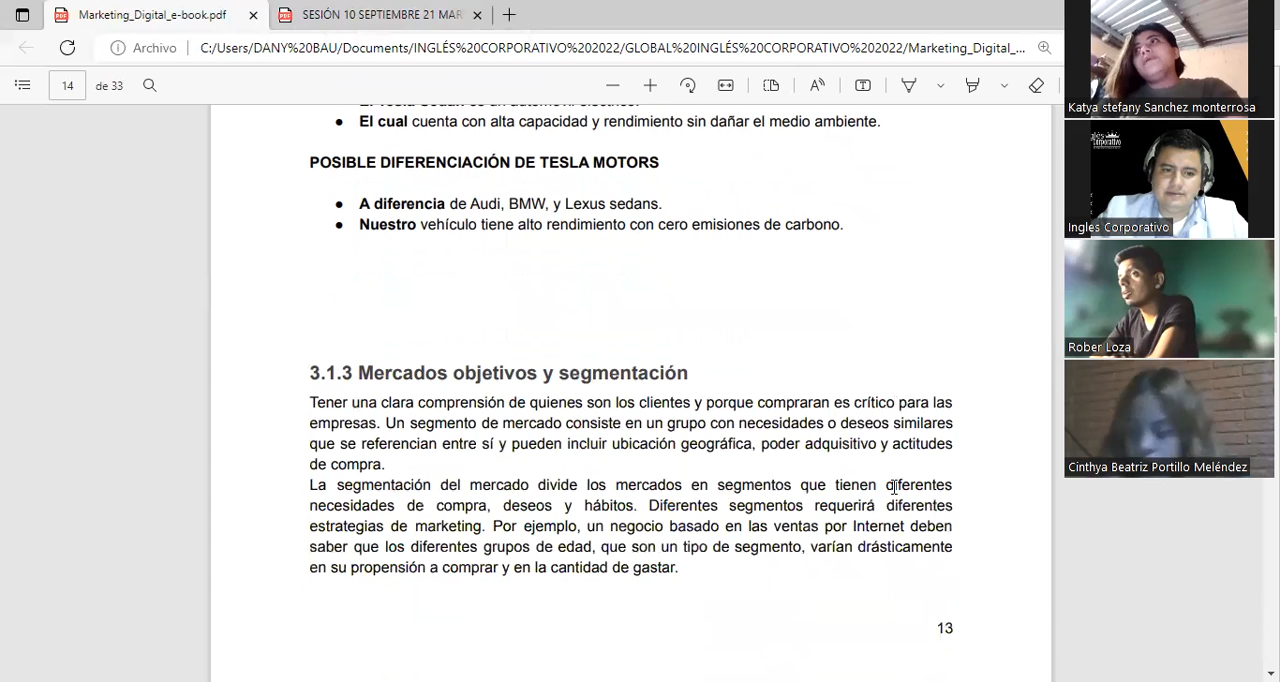 Marketing_Digital_e-book.pdf
SESIÓN 10 SEPTIEMBRE 21 MAR
Archivo
C:/Users/DANY%20BAU/Documents/INGLÉS%20CORPORATIVO%202022/GLOBAL%20INGLÉS%20CORPORATIVO%202022/Marketing_Digital_...
14 de 33
El cual cuenta con alta capacidad y rendimiento sin dañar el medio ambiente.
POSIBLE DIFERENCIACIÓN DE TESLA MOTORS
A diferencia de Audi, BMW, y Lexus sedans.
Nuestro vehículo tiene alto rendimiento con cero emisiones de carbono.
3.1.3 Mercados objetivos y segmentación
Tener una clara comprensión de quienes son los clientes y porque compraran es crítico para las
empresas. Un segmento de mercado consiste en un grupo con necesidades o deseos similares
que se referencian entre sí y pueden incluir ubicación geográfica, poder adquisitivo y actitudes
de compra.
La segmentación del mercado divide los mercados en segmentos que tienen diferentes
necesidades de compra, deseos y hábitos. Diferentes segmentos requerirá diferentes
estrategias de marketing. Por ejemplo, un negocio basado en las ventas por Internet deben
saber que los diferentes grupos de edad, que son un tipo de segmento, varían drásticamente
en su propensión a comprar y en la cantidad de gastar.
13
Katya stefany Sanchez monterrosa
Ingles Corporativo
Rober Loza
Cinthya Beatriz Portillo Meléndez